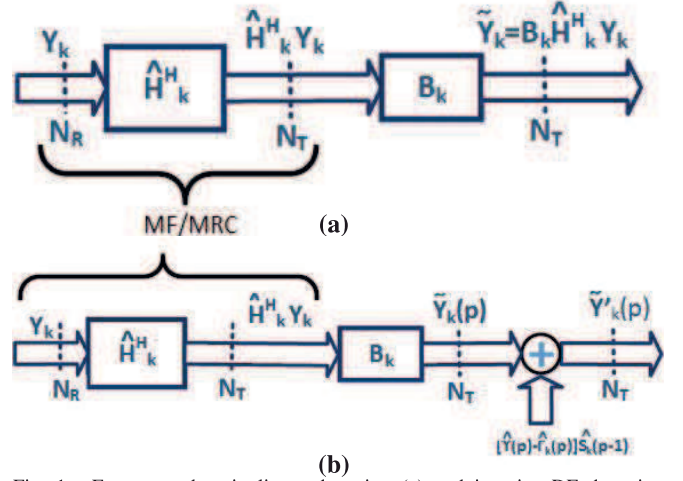 Y_k
Ĥ^H_k
Ĥ^H_k Y_k
B_k
Ỹ_k=B_kĤ^H_k Y_k
N_R
N_T
N_T
MF/MRC
(a)
Y_k
Ĥ^H_k
Ĥ^H_k Y_k
B_k
Ỹ_k(p)
+
Ỹ'_k(p)
N_R
N_T
N_T
N_T
[Ŷ(p)-Γ̂_k(p)]Ŝ_k(p-1)
(b)